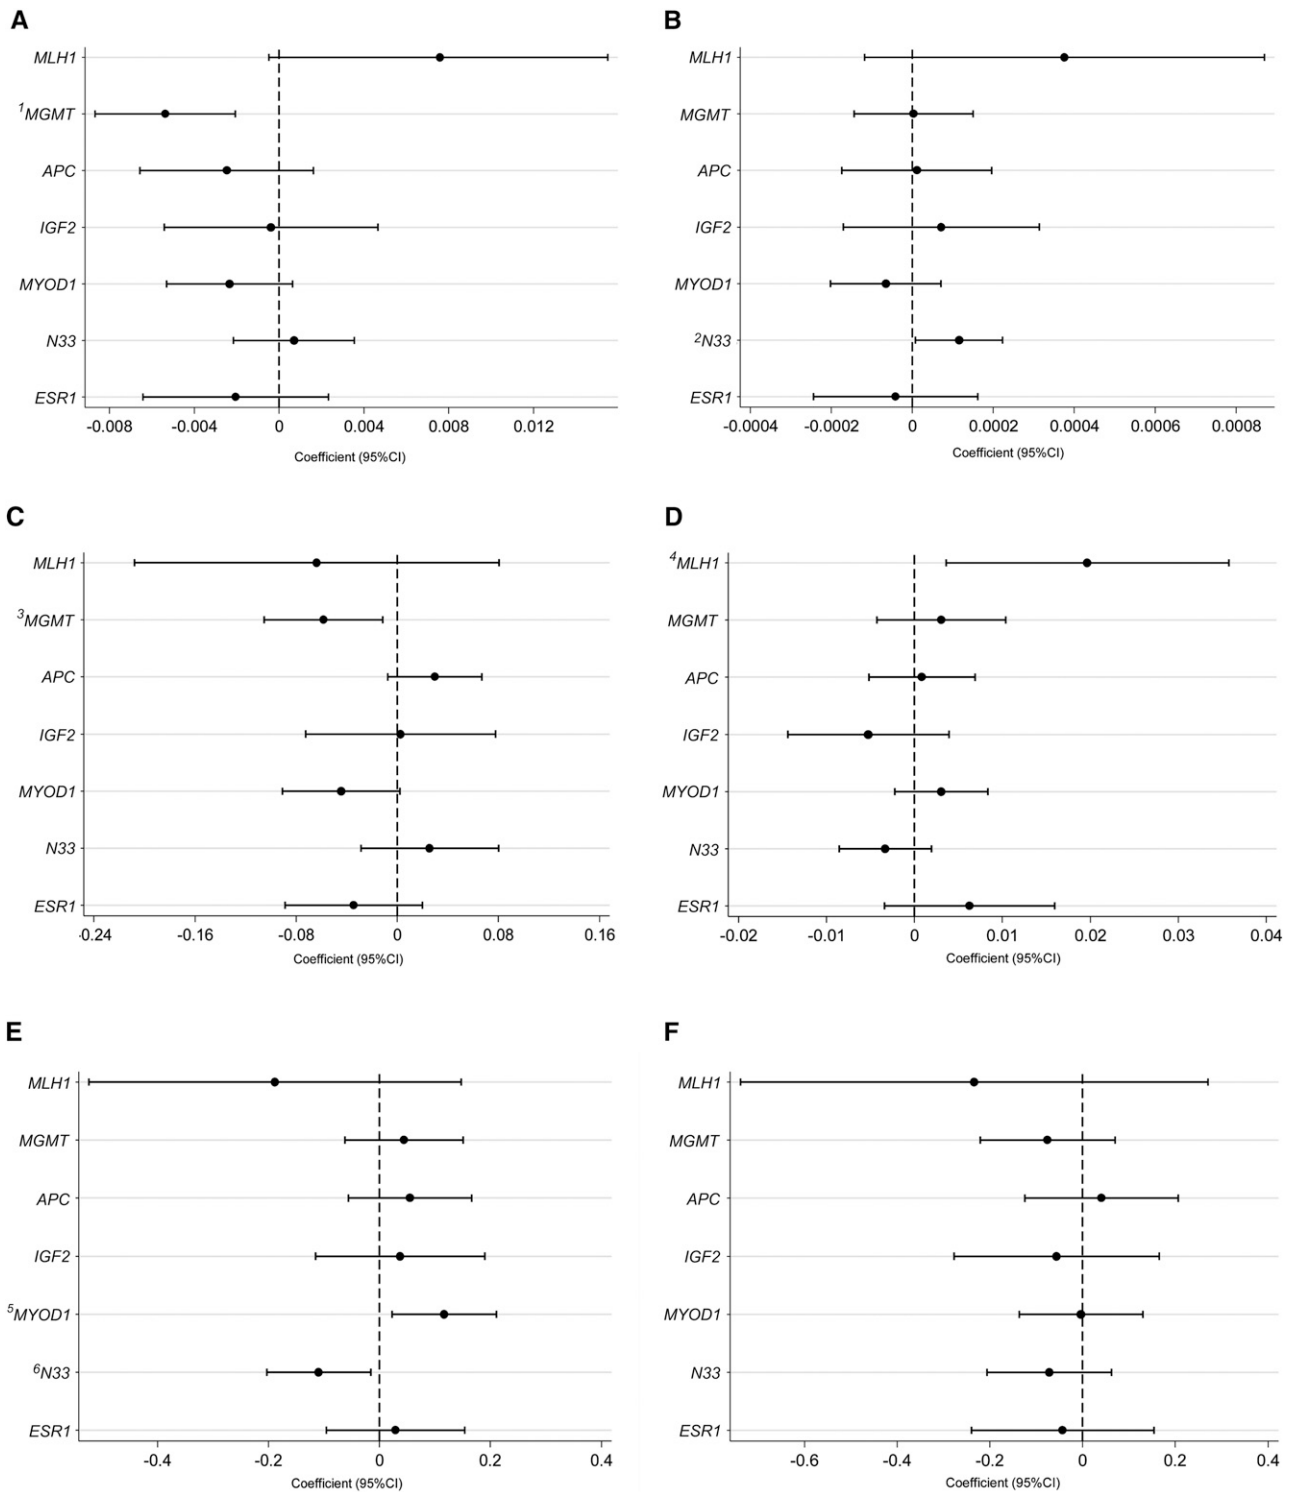 A
MLH1
1MGMT
APC
IGF2
MYOD1
N33
ESR1
-0.008 -0.004 0 0.004 0.008 0.012
Coefficient (95%CI)
B
MLH1
MGMT
APC
IGF2
MYOD1
2N33
ESR1
-0.0004 -0.0002 0 0.0002 0.0004 0.0006 0.0008
Coefficient (95%CI)
C
MLH1
3MGMT
APC
IGF2
MYOD1
N33
ESR1
-0.24 -0.16 -0.08 0 0.08 0.16
Coefficient (95%CI)
D
4MLH1
MGMT
APC
IGF2
MYOD1
N33
ESR1
-0.02 -0.01 0 0.01 0.02 0.03 0.04
Coefficient (95%CI)
E
MLH1
MGMT
APC
IGF2
5MYOD1
6N33
ESR1
-0.4 -0.2 0 0.2 0.4
Coefficient (95%CI)
F
MLH1
MGMT
APC
IGF2
MYOD1
N33
ESR1
-0.6 -0.4 -0.2 0 0.2 0.4
Coefficient (95%CI)